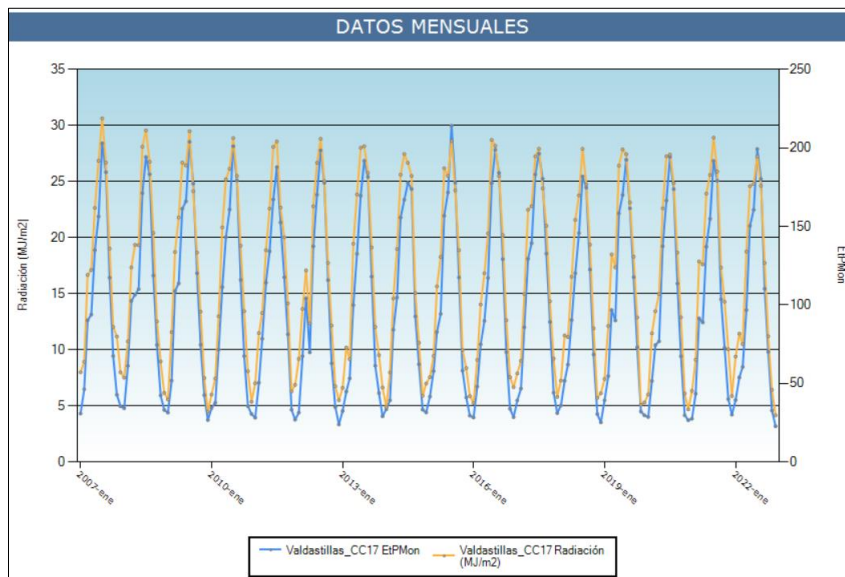 DATOS MENSUALES
35
30
25
20
15
10
5
0
Radiación [MJ/m2]
250
200
150
100
50
0
EtPMon
2007-ene
2010-ene
2013-ene
2016-ene
2019-ene
2022-ene
Valdastillas_CC17 EtPMon
Valdastillas_CC17 Radiación
(MJ/m2)